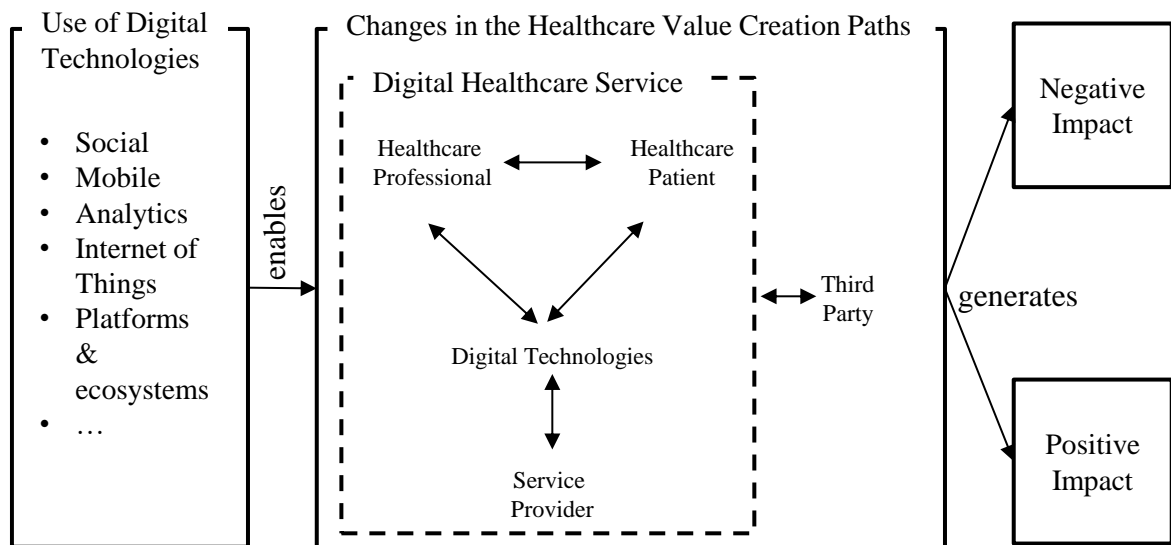 Use of Digital
Technologies
• Social
• Mobile
• Analytics
• Internet of
Things
• Platforms
&
ecosystems
• …
enables
Changes in the Healthcare Value Creation Paths
Digital Healthcare Service
Healthcare
Professional
Healthcare
Patient
Digital Technologies
Service
Provider
Third
Party
generates
Negative
Impact
Positive
Impact